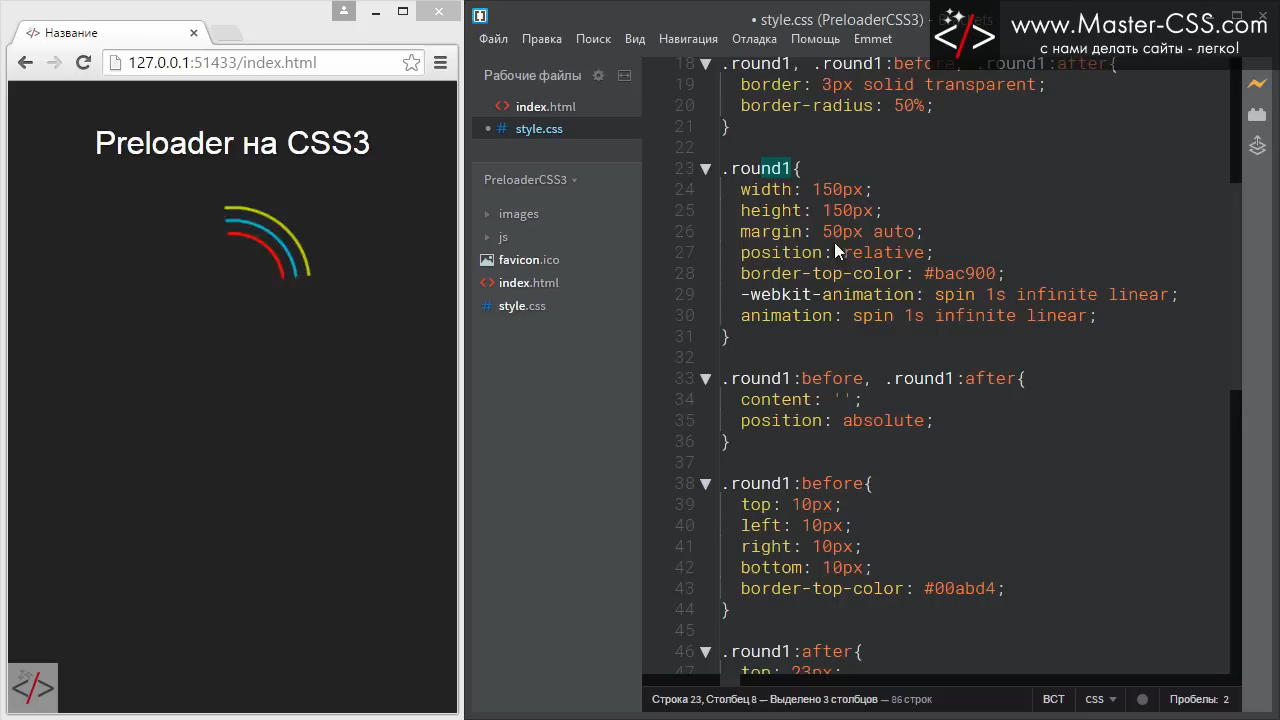 Название
127.0.0.1:51433/index.html
Preloader на CSS3
• style.css (PreloaderCSS3) - Brackets
www.Master-CSS.com
с нами делать сайты - легко!
Файл Правка Поиск Вид Навигация Отладка Помощь Emmet
Рабочие файлы
index.html
style.css
PreloaderCSS3
images
js
favicon.ico
index.html
style.css
18 .round1, .round1:before, .round1:after{
19 border: 3px solid transparent;
20 border-radius: 50%;
21 }
22
23 .round1{
24 width: 150px;
25 height: 150px;
26 margin: 50px auto;
27 position: relative;
28 border-top-color: #bac900;
29 -webkit-animation: spin 1s infinite linear;
30 animation: spin 1s infinite linear;
31 }
32
33 .round1:before, .round1:after{
34 content: '';
35 position: absolute;
36 }
37
38 .round1:before{
39 top: 10px;
40 left: 10px;
41 right: 10px;
42 bottom: 10px;
43 border-top-color: #00abd4;
44 }
45
46 .round1:after{
47 top: 23px;
Строка 23, Столбец 8 — Выделено 3 столбцов — 86 строк
ВСТ CSS Пробелы: 2